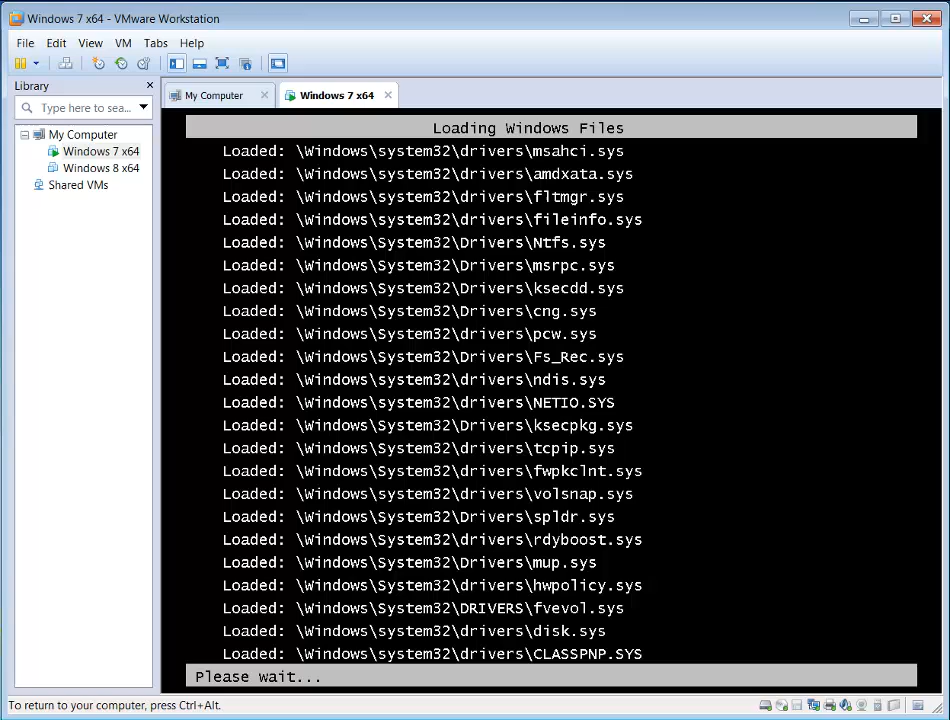 Windows 7 x64 - VMware Workstation
File Edit View VM Tabs Help
Library
Type here to sea...
My Computer
Windows 7 x64
Windows 8 x64
Shared VMs
My Computer
Windows 7 x64
Loading Windows Files
Loaded: \Windows\system32\drivers\msahci.sys
Loaded: \Windows\system32\drivers\amdxata.sys
Loaded: \Windows\system32\drivers\fltmgr.sys
Loaded: \Windows\system32\drivers\fileinfo.sys
Loaded: \Windows\System32\Drivers\Ntfs.sys
Loaded: \Windows\System32\Drivers\msrpc.sys
Loaded: \Windows\System32\Drivers\ksecdd.sys
Loaded: \Windows\System32\Drivers\cng.sys
Loaded: \Windows\System32\drivers\pcw.sys
Loaded: \Windows\System32\Drivers\Fs_Rec.sys
Loaded: \Windows\system32\drivers\ndis.sys
Loaded: \Windows\system32\drivers\NETIO.SYS
Loaded: \Windows\System32\Drivers\ksecpkg.sys
Loaded: \Windows\System32\drivers\tcpip.sys
Loaded: \Windows\System32\drivers\fwpkclnt.sys
Loaded: \Windows\system32\drivers\volsnap.sys
Loaded: \Windows\System32\Drivers\spldr.sys
Loaded: \Windows\System32\drivers\rdyboost.sys
Loaded: \Windows\System32\Drivers\mup.sys
Loaded: \Windows\System32\drivers\hwpolicy.sys
Loaded: \Windows\System32\DRIVERS\fvevol.sys
Loaded: \Windows\system32\drivers\disk.sys
Loaded: \Windows\system32\drivers\CLASSPNP.SYS
Please wait...
To return to your computer, press Ctrl+Alt.